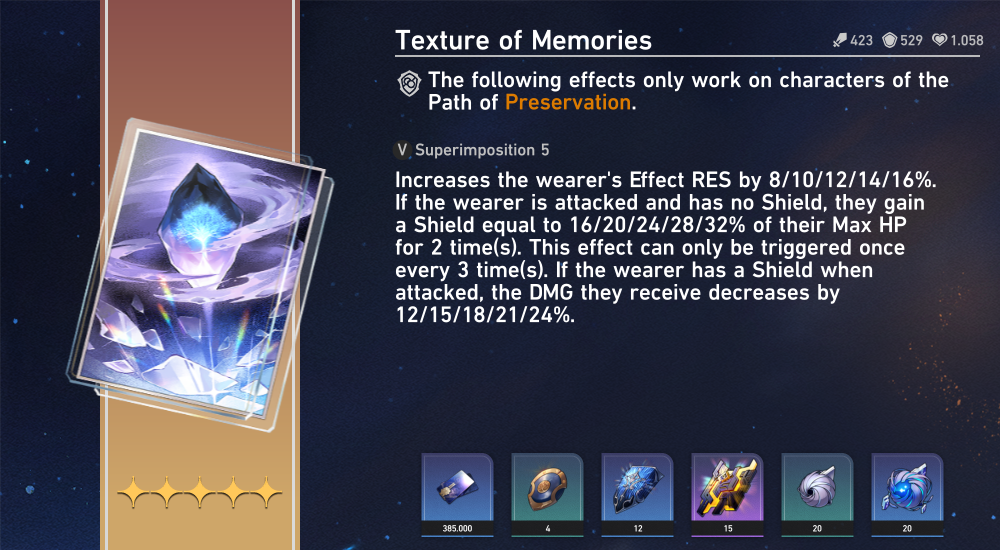 Texture of Memories
423 529 1.058
The following effects only work on characters of the
Path of Preservation.
V Superimposition 5
Increases the wearer's Effect RES by 8/10/12/14/16%.
If the wearer is attacked and has no Shield, they gain
a Shield equal to 16/20/24/28/32% of their Max HP
for 2 time(s). This effect can only be triggered once
every 3 time(s). If the wearer has a Shield when
attacked, the DMG they receive decreases by
12/15/18/21/24%.
385.000 4 12 15 20 20